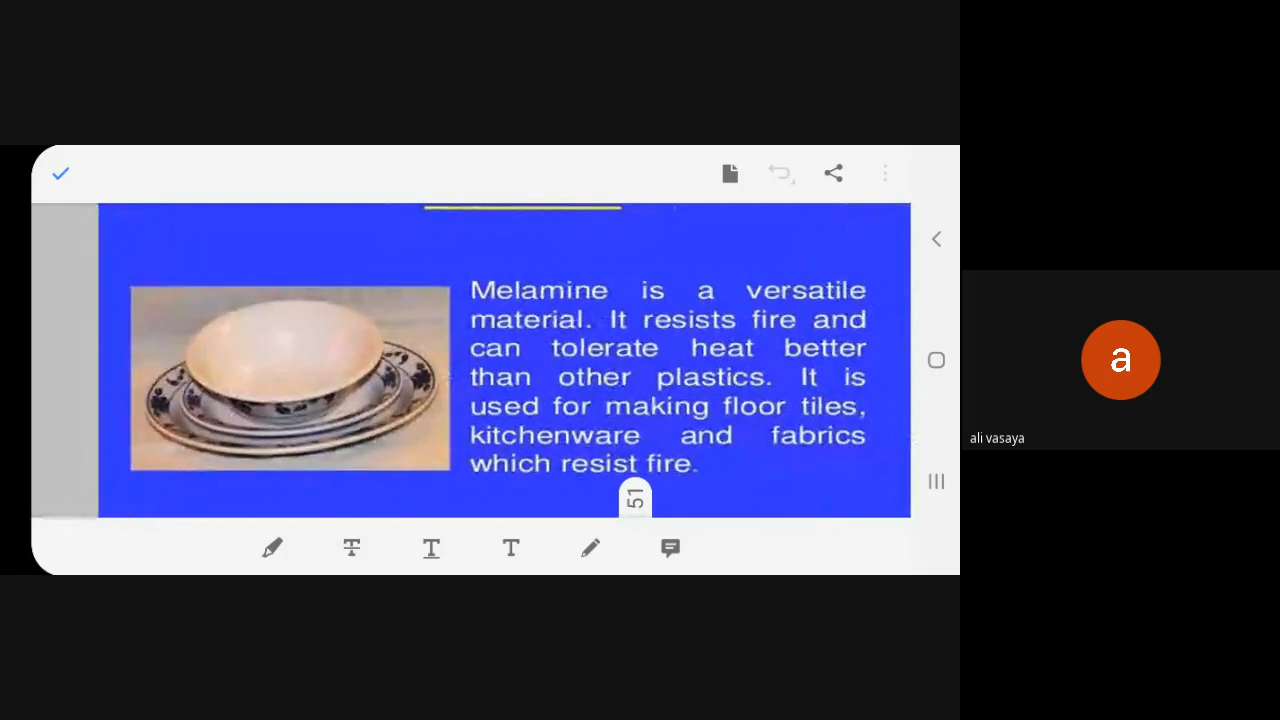 Melamine is a versatile
material. It resists fire and
can tolerate heat better
than other plastics. It is
used for making floor tiles,
kitchenware and fabrics
which resist fire.
51
a
ali vasaya